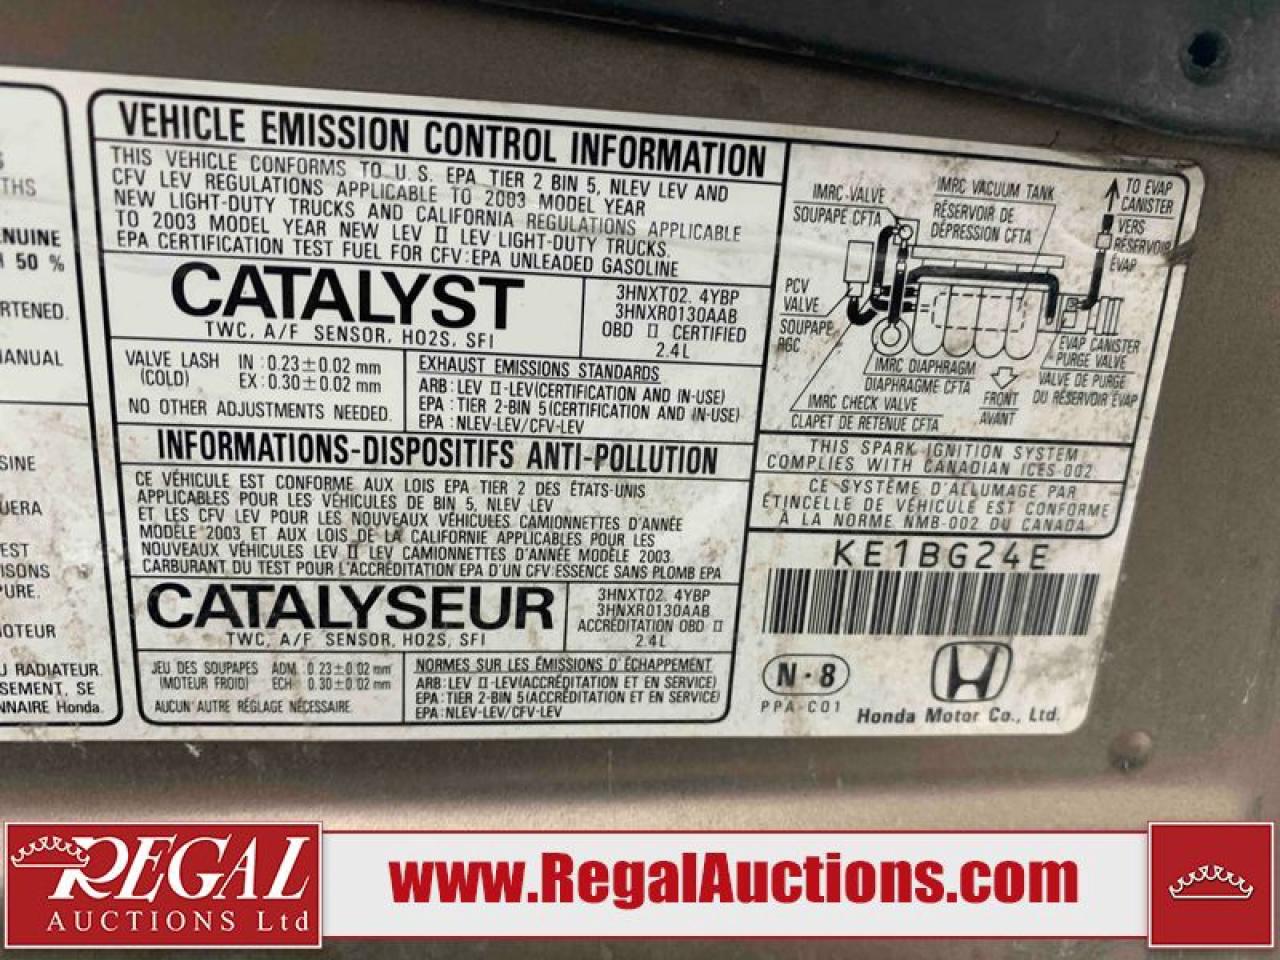 S
THS
ENUINE
50 %
RTENED.
MANUAL
SINE
UERA
EST
ISONS
PURE.
MOTEUR
U RADIATEUR.
SSEMENT, SE
NNAIRE Honda.
VEHICLE EMISSION CONTROL INFORMATION
THIS VEHICLE CONFORMS TO U.S. EPA TIER 2 BIN 5, NLEV LEV AND
CFV LEV REGULATIONS APPLICABLE TO 2003 MODEL YEAR
NEW LIGHT-DUTY TRUCKS AND CALIFORNIA REGULATIONS APPLICABLE
TO 2003 MODEL YEAR NEW LEV II LEV LIGHT-DUTY TRUCKS.
EPA CERTIFICATION TEST FUEL FOR CFV:EPA UNLEADED GASOLINE
CATALYST
TWC, A/F SENSOR, HO2S, SFI
3HNXT02. 4YBP
3HNXR0130AAB
OBD II CERTIFIED
2.4L
VALVE LASH IN :0.23±0.02 mm
(COLD) EX:0.30±0.02 mm
NO OTHER ADJUSTMENTS NEEDED.
EXHAUST EMISSIONS STANDARDS
ARB:LEV II-LEV(CERTIFICATION AND IN-USE)
EPA:TIER 2-BIN 5(CERTIFICATION AND IN-USE)
EPA:NLEV-LEV/CFV-LEV
INFORMATIONS-DISPOSITIFS ANTI-POLLUTION
CE VÉHICULE EST CONFORME AUX LOIS EPA TIER 2 DES ÉTATS-UNIS
APPLICABLES POUR LES VÉHICULES DE BIN 5, NLEV LEV
ET LES CFV LEV POUR LES NOUVEAUX VÉHICULES CAMIONNETTES D'ANNÉE
MODÈLE 2003 ET AUX LOIS DE LA CALIFORNIE APPLICABLES POUR LES
NOUVEAUX VÉHICULES LEV II LEV CAMIONNETTES D'ANNÉE MODÈLE 2003.
CARBURANT DU TEST POUR L'ACCRÉDITATION EPA D'UN CFV:ESSENCE SANS PLOMB EPA
CATALYSEUR
TWC, A/F SENSOR, HO2S, SFI
3HNXT02. 4YBP
3HNXR0130AAB
ACCRÉDITATION OBD II
2.4L
JEU DES SOUPAPES ADM.:0.23±0.02 mm
(MOTEUR FROID) ECH.:0.30±0.02 mm
AUCUN AUTRE RÉGLAGE NÉCESSAIRE.
NORMES SUR LES ÉMISSIONS D'ÉCHAPPEMENT
ARB:LEV II-LEV(ACCRÉDITATION ET EN SERVICE)
EPA:TIER 2-BIN 5(ACCRÉDITATION ET EN SERVICE)
EPA:NLEV-LEV/CFV-LEV
IMRC VALVE
SOUPAPE CFTA
IMRC VACUUM TANK
RÉSERVOIR DE
DÉPRESSION CFTA
TO EVAP
CANISTER
VERS
RÉSERVOIR
ÉVAP
PCV
VALVE
SOUPAPE
RGC
IMRC DIAPHRAGM
DIAPHRAGME CFTA
IMRC CHECK VALVE
CLAPET DE RETENUE CFTA
FRONT
AVANT
EVAP CANISTER
PURGE VALVE
VALVE DE PURGE
DU RÉSERVOIR ÉVAP
THIS SPARK IGNITION SYSTEM
COMPLIES WITH CANADIAN ICES-002.
CE SYSTÈME D'ALLUMAGE PAR
ÉTINCELLE DE VÉHICULE EST CONFORME
À LA NORME NMB-002 DU CANADA.
KE1BG24E
N-8
PPA-C01
Honda Motor Co., Ltd.
REGAL
AUCTIONS Ltd
www.RegalAuctions.com